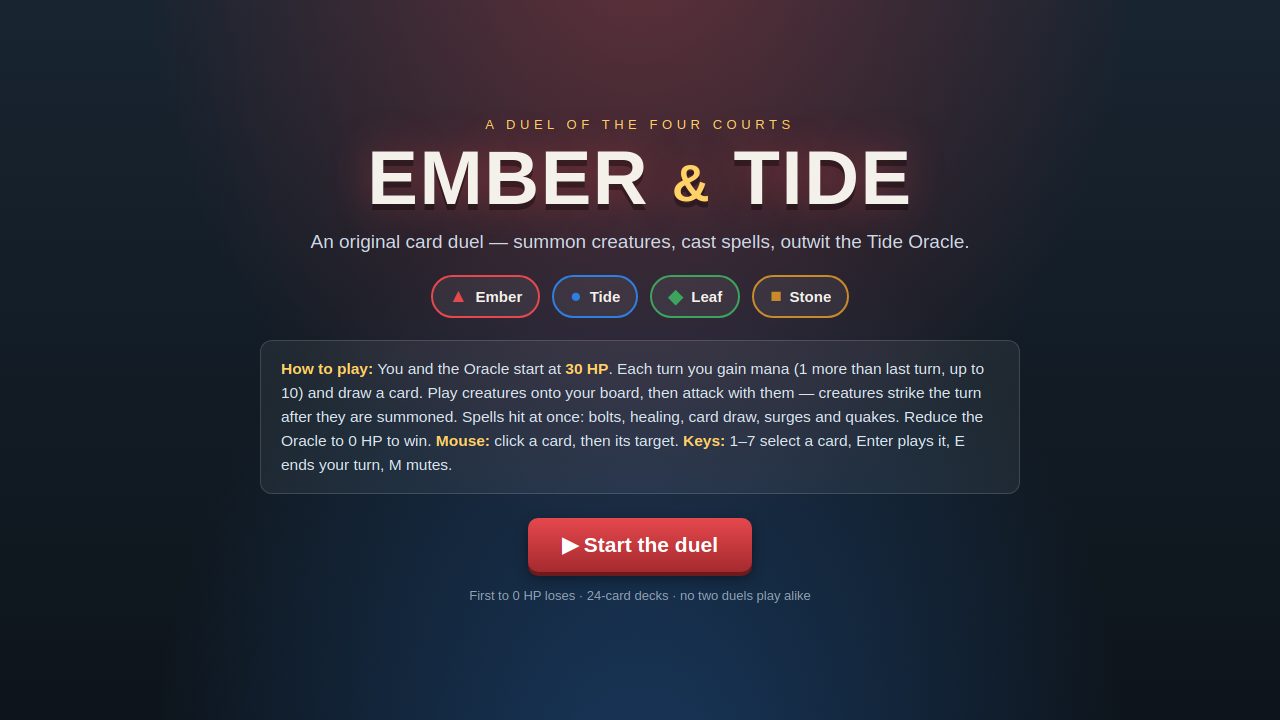 A DUEL OF THE FOUR COURTS
EMBER & TIDE
An original card duel — summon creatures, cast spells, outwit the Tide Oracle.
▲ Ember ● Tide ◆ Leaf ■ Stone
How to play: You and the Oracle start at 30 HP. Each turn you gain mana (1 more than last turn, up to
10) and draw a card. Play creatures onto your board, then attack with them — creatures strike the turn
after they are summoned. Spells hit at once: bolts, healing, card draw, surges and quakes. Reduce the
Oracle to 0 HP to win. Mouse: click a card, then its target. Keys: 1–7 select a card, Enter plays it, E
ends your turn, M mutes.
▶ Start the duel
First to 0 HP loses · 24-card decks · no two duels play alike